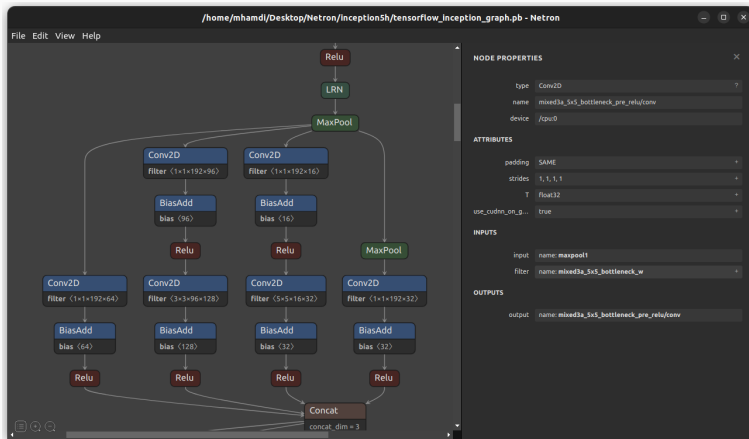 /home/mhamdi/Desktop/Netron/inception5h/tensorflow_inception_graph.pb - Netron
File Edit View Help
Relu
LRN
MaxPool
Conv2D
filter ⟨1×1×192×96⟩
Conv2D
filter ⟨1×1×192×16⟩
BiasAdd
bias ⟨96⟩
BiasAdd
bias ⟨16⟩
Relu
Relu
MaxPool
Conv2D
filter ⟨1×1×192×64⟩
Conv2D
filter ⟨3×3×96×128⟩
Conv2D
filter ⟨5×5×16×32⟩
Conv2D
filter ⟨1×1×192×32⟩
BiasAdd
bias ⟨64⟩
BiasAdd
bias ⟨128⟩
BiasAdd
bias ⟨32⟩
BiasAdd
bias ⟨32⟩
Relu
Relu
Relu
Relu
Concat
concat_dim = 3
NODE PROPERTIES
type Conv2D ?
name mixed3a_5x5_bottleneck_pre_relu/conv
device /cpu:0
ATTRIBUTES
padding SAME +
strides 1, 1, 1, 1 +
T float32 +
use_cudnn_on_g... true +
INPUTS
input name: maxpool1
filter name: mixed3a_5x5_bottleneck_w +
OUTPUTS
output name: mixed3a_5x5_bottleneck_pre_relu/conv